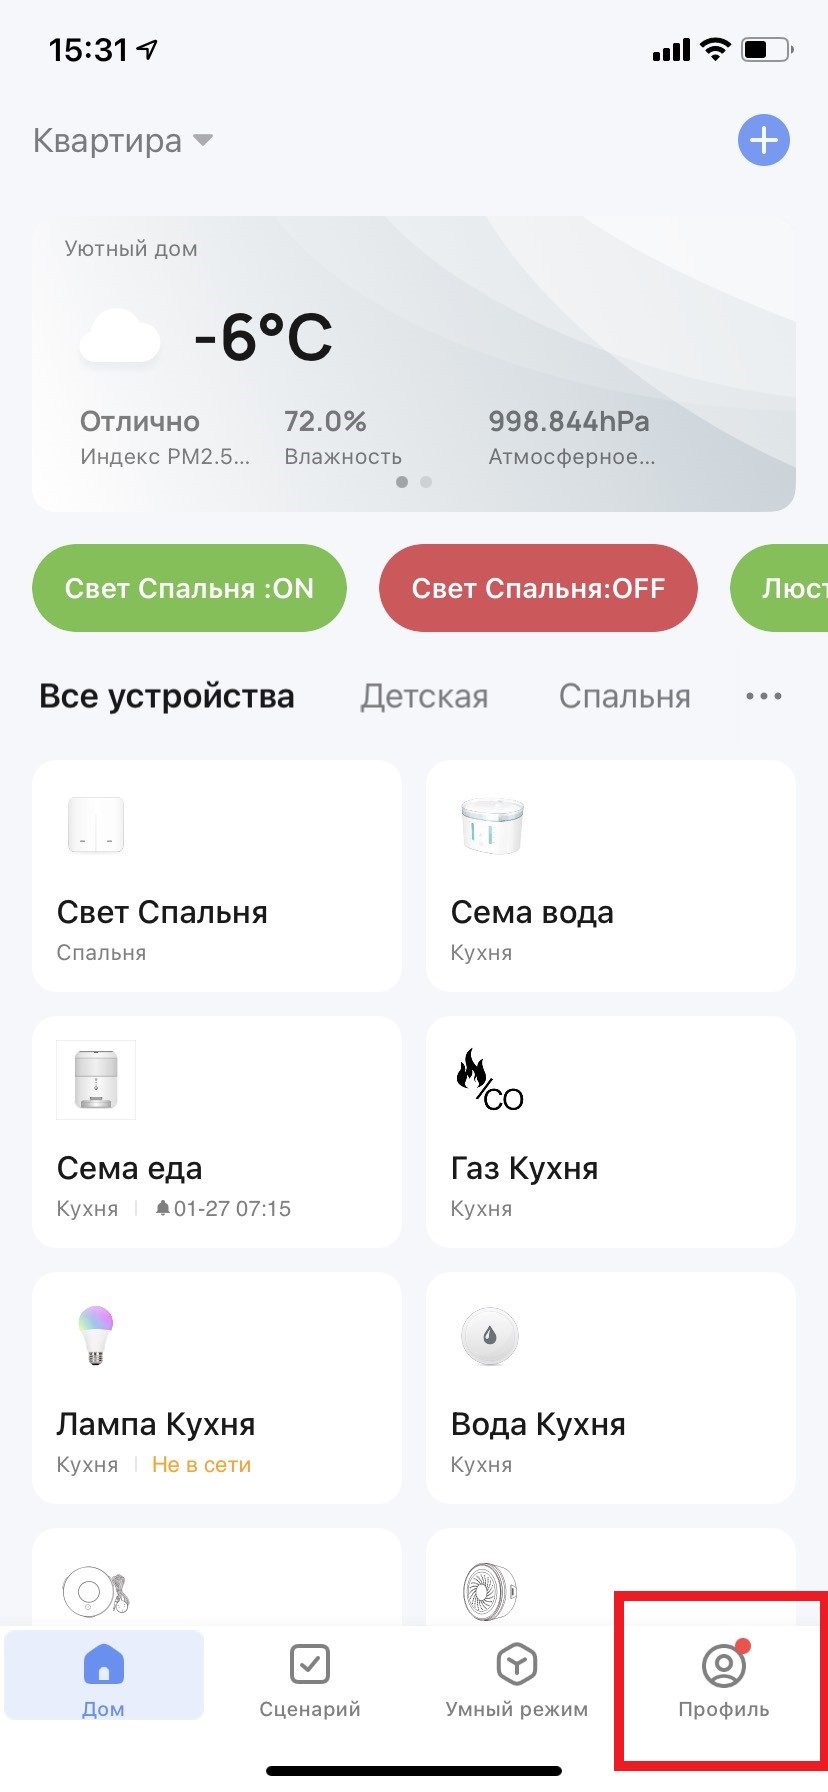 15:31
Квартира
Уютный дом
-6°C
Отлично 72.0% 998.844hPa
Индекс PM2.5... Влажность Атмосферное...
Свет Спальня :ON Свет Спальня:OFF Люст
Все устройства Детская Спальня ...
Свет Спальня
Спальня
Сема вода
Кухня
Сема еда
Кухня | 01-27 07:15
/CO
Газ Кухня
Кухня
Лампа Кухня
Кухня | Не в сети
Вода Кухня
Кухня
Дом Сценарий Умный режим Профиль